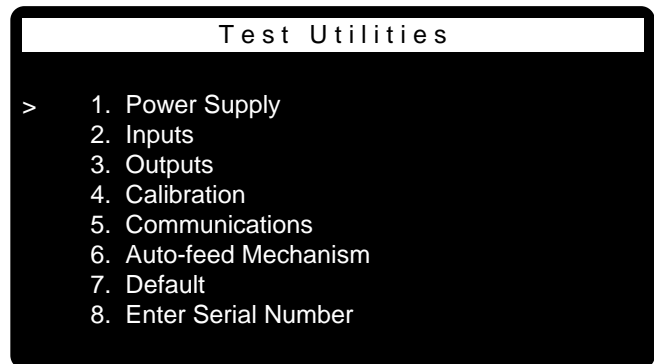 Test Utilities
> 1. Power Supply
2. Inputs
3. Outputs
4. Calibration
5. Communications
6. Auto-feed Mechanism
7. Default
8. Enter Serial Number